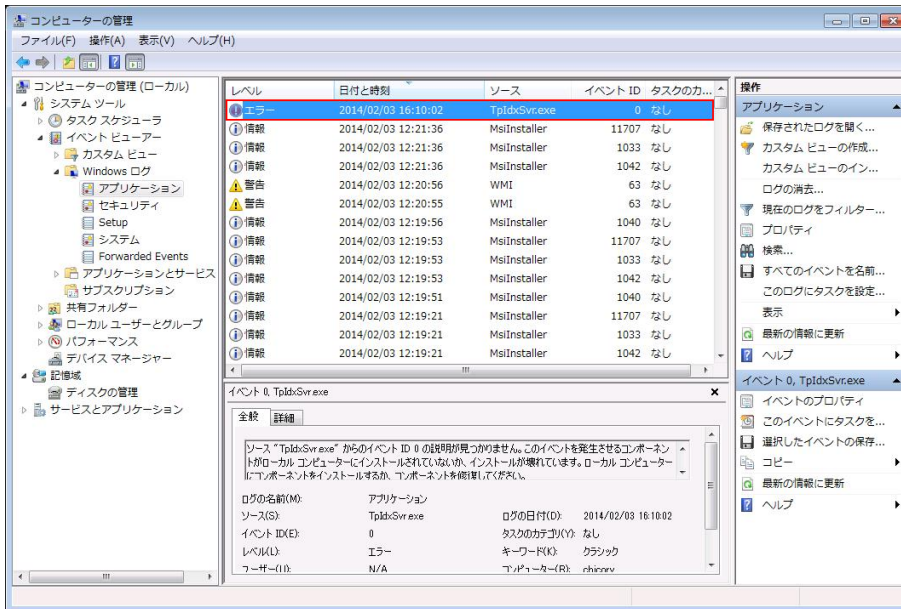 コンピューターの管理
ファイル(F) 操作(A) 表示(V) ヘルプ(H)
コンピューターの管理 (ローカル)
システム ツール
タスク スケジューラ
イベント ビューアー
カスタム ビュー
Windows ログ
アプリケーション
セキュリティ
Setup
システム
Forwarded Events
アプリケーションとサービス
サブスクリプション
共有フォルダー
ローカル ユーザーとグループ
パフォーマンス
デバイス マネージャー
記憶域
ディスクの管理
サービスとアプリケーション
レベル 日付と時刻 ソース イベント ID タスクのカ...
エラー 2014/02/03 16:10:02 TpIdxSvr.exe 0 なし
情報 2014/02/03 12:21:36 MsiInstaller 11707 なし
情報 2014/02/03 12:21:36 MsiInstaller 1033 なし
情報 2014/02/03 12:21:36 MsiInstaller 1042 なし
警告 2014/02/03 12:20:56 WMI 63 なし
警告 2014/02/03 12:20:55 WMI 63 なし
情報 2014/02/03 12:19:56 MsiInstaller 1040 なし
情報 2014/02/03 12:19:53 MsiInstaller 11707 なし
情報 2014/02/03 12:19:53 MsiInstaller 1033 なし
情報 2014/02/03 12:19:53 MsiInstaller 1042 なし
情報 2014/02/03 12:19:51 MsiInstaller 1040 なし
情報 2014/02/03 12:19:21 MsiInstaller 11707 なし
情報 2014/02/03 12:19:21 MsiInstaller 1033 なし
情報 2014/02/03 12:19:21 MsiInstaller 1042 なし
イベント 0, TpIdxSvr.exe
全般 詳細
ソース "TpIdxSvr.exe" からのイベント ID 0 の説明が見つかりません。このイベントを発生させるコンポーネン
トがローカル コンピューターにインストールされていないか、インストールが壊れています。ローカル コンピューター
にコンポーネントをインストールするか、コンポーネントを修復してください。
ログの名前(M): アプリケーション
ソース(S): TpIdxSvr.exe ログの日付(D): 2014/02/03 16:10:02
イベント ID(E): 0 タスクのカテゴリ(Y): なし
レベル(L): エラー キーワード(K): クラシック
ユーザー(U): N/A コンピューター(R): chicory
操作
アプリケーション
保存されたログを開く...
カスタム ビューの作成...
カスタム ビューのイン...
ログの消去...
現在のログをフィルター...
プロパティ
検索...
すべてのイベントを名前...
このログにタスクを設定...
表示
最新の情報に更新
ヘルプ
イベント 0, TpIdxSvr.exe
イベントのプロパティ
このイベントにタスクを...
選択したイベントの保存...
コピー
最新の情報に更新
ヘルプ